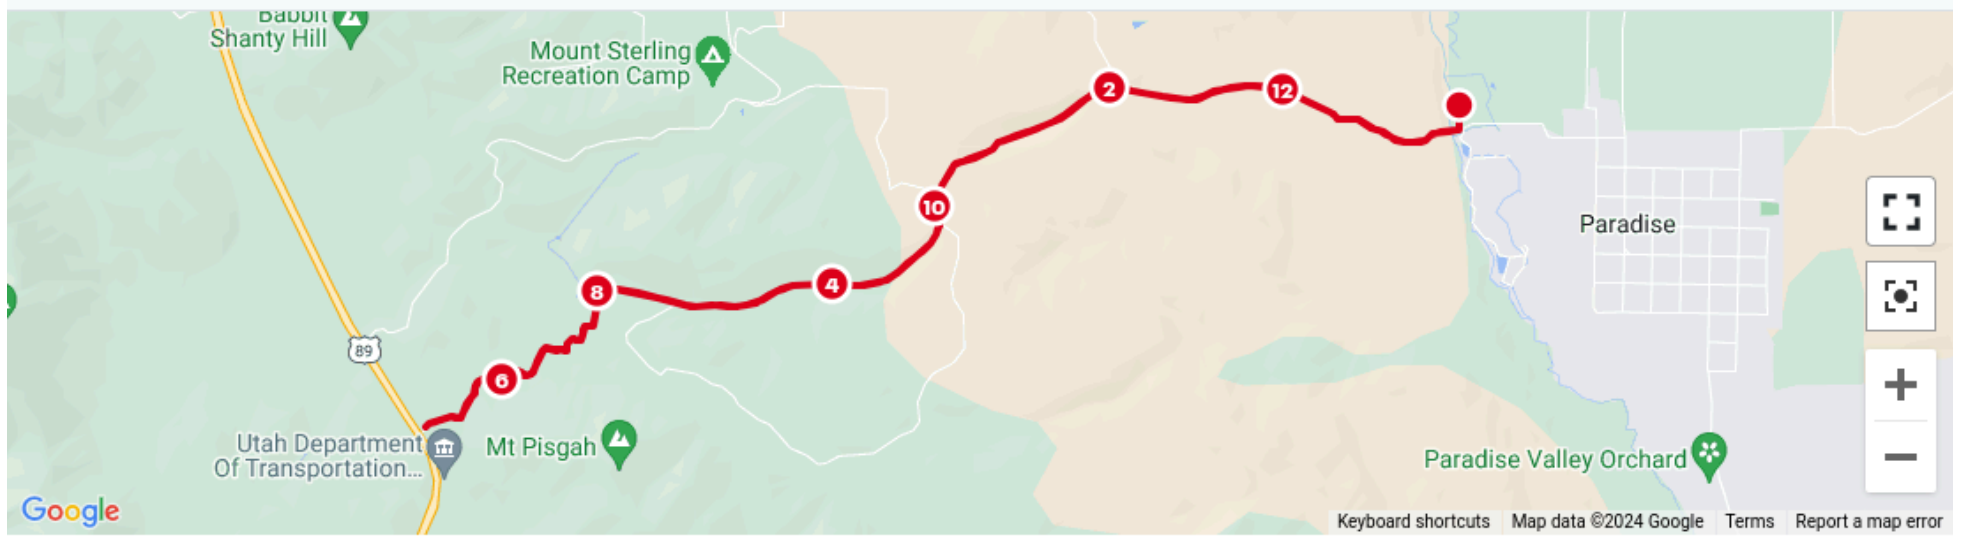 Babbit
Shanty Hill
Mount Sterling
Recreation Camp
2
12
10
Paradise
8
4
89
6
Utah Department
Of Transportation...
Mt Pisgah
Paradise Valley Orchard
Google
Keyboard shortcuts
Map data ©2024 Google
Terms
Report a map error